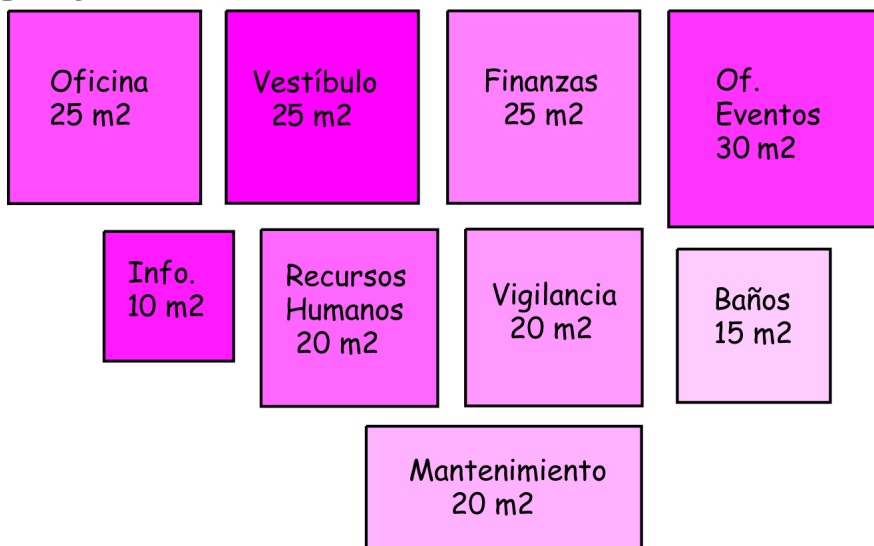 Oficina
25 m2
Vestíbulo
25 m2
Finanzas
25 m2
Of.
Eventos
30 m2
Info.
10 m2
Recursos
Humanos
20 m2
Vigilancia
20 m2
Baños
15 m2
Mantenimiento
20 m2